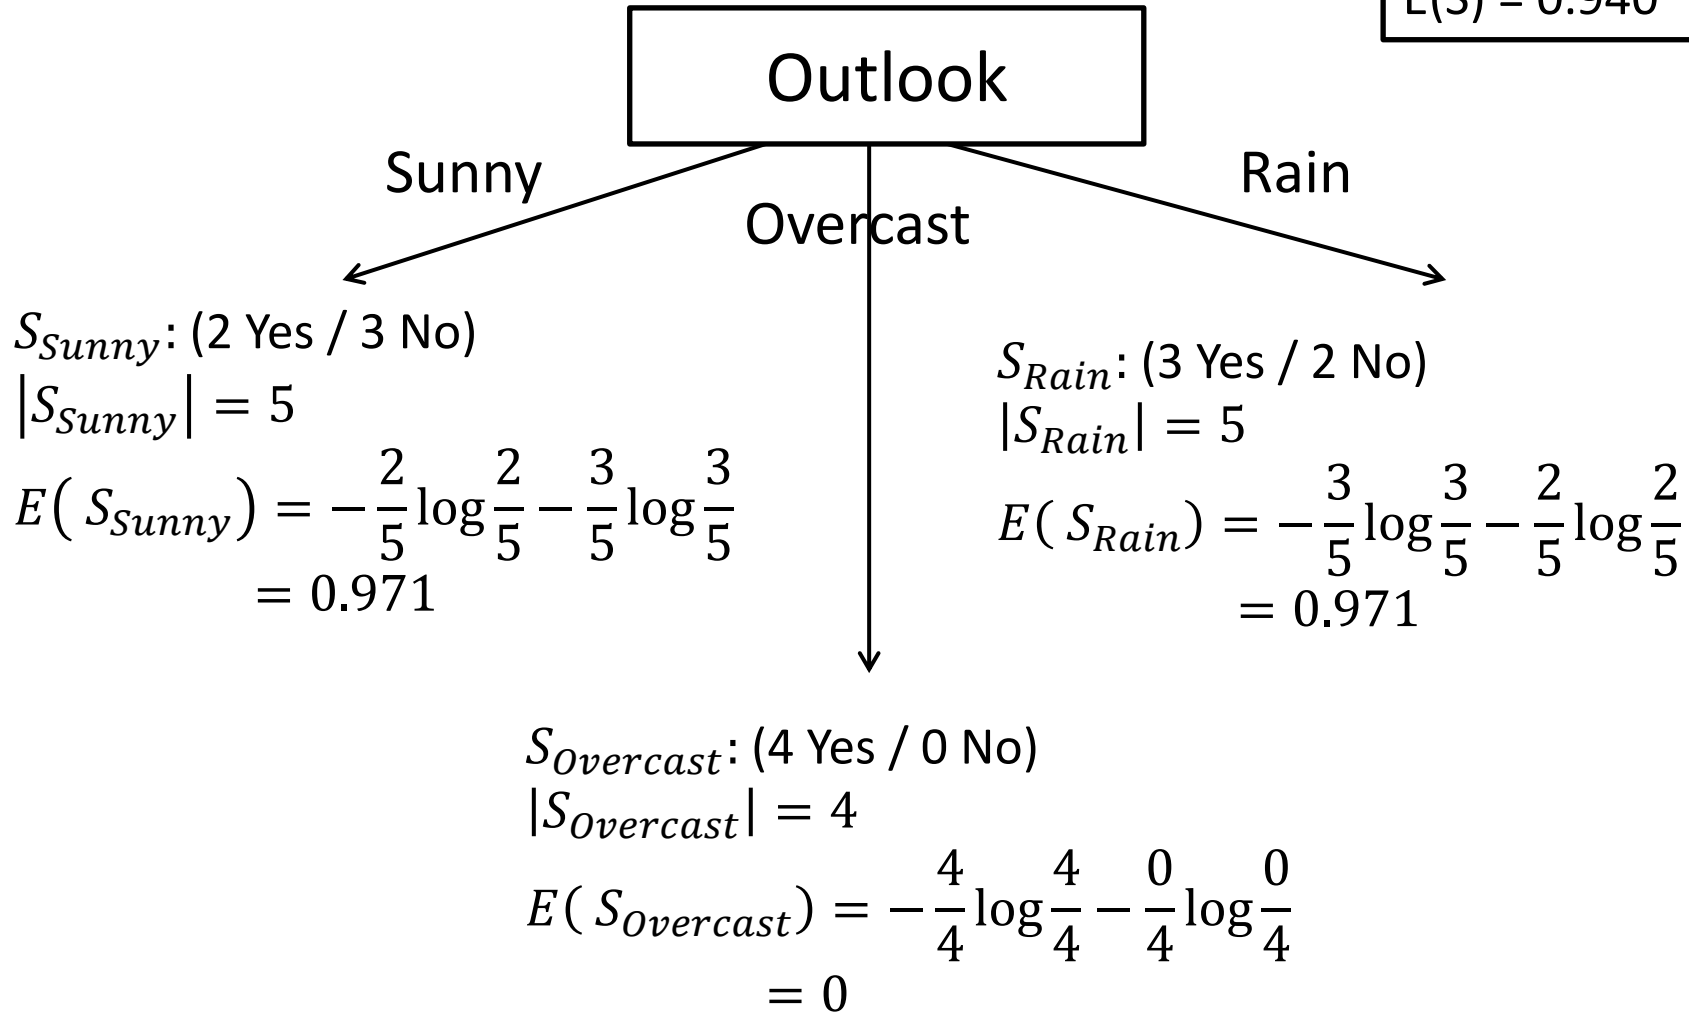 E(S) = 0.940
Outlook
Sunny
Overcast
Rain
S_Sunny: (2 Yes / 3 No)
|S_Sunny| = 5
E( S_Sunny) = −2/5 log 2/5 − 3/5 log 3/5
= 0.971
S_Rain: (3 Yes / 2 No)
|S_Rain| = 5
E( S_Rain) = −3/5 log 3/5 − 2/5 log 2/5
= 0.971
S_Overcast: (4 Yes / 0 No)
|S_Overcast| = 4
E( S_Overcast) = −4/4 log 4/4 − 0/4 log 0/4
= 0